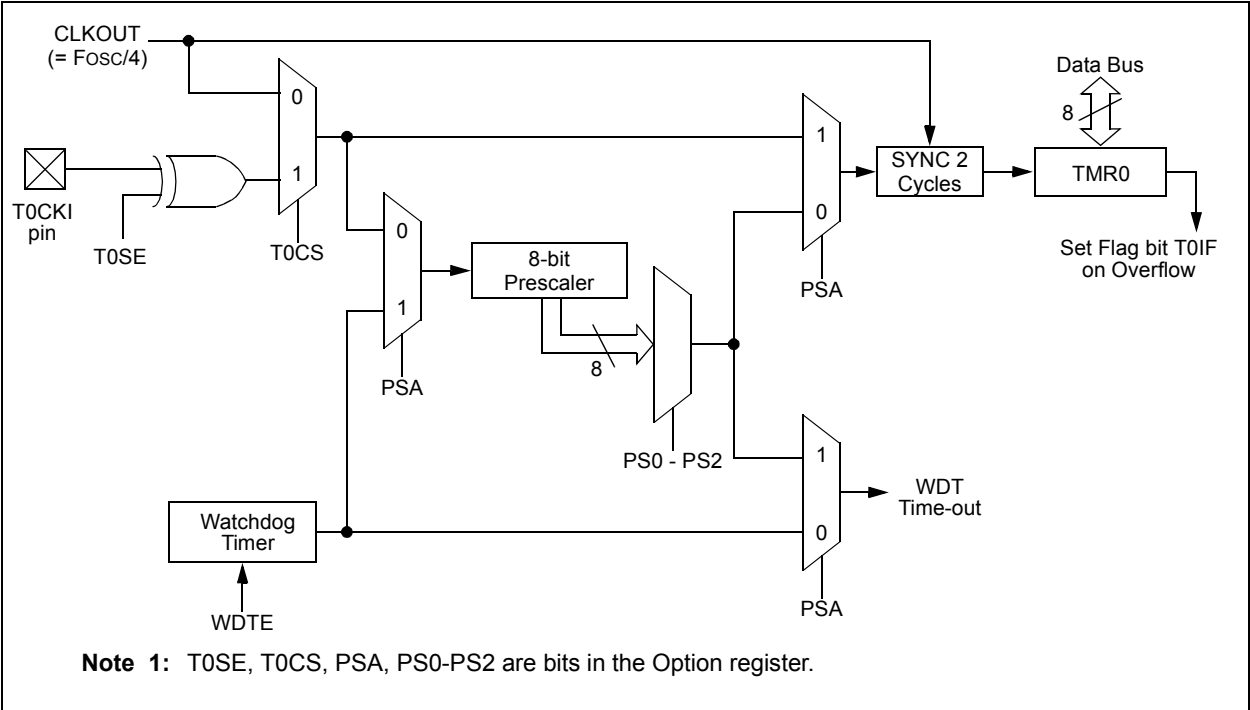 CLKOUT
(= FOSC/4)
0
1
T0CKI
pin
T0SE
T0CS
0
1
PSA
8-bit
Prescaler
8
PS0 - PS2
1
0
PSA
SYNC 2
Cycles
Data Bus
8
TMR0
Set Flag bit T0IF
on Overflow
1
0
PSA
WDT
Time-out
Watchdog
Timer
WDTE
Note 1: T0SE, T0CS, PSA, PS0-PS2 are bits in the Option register.